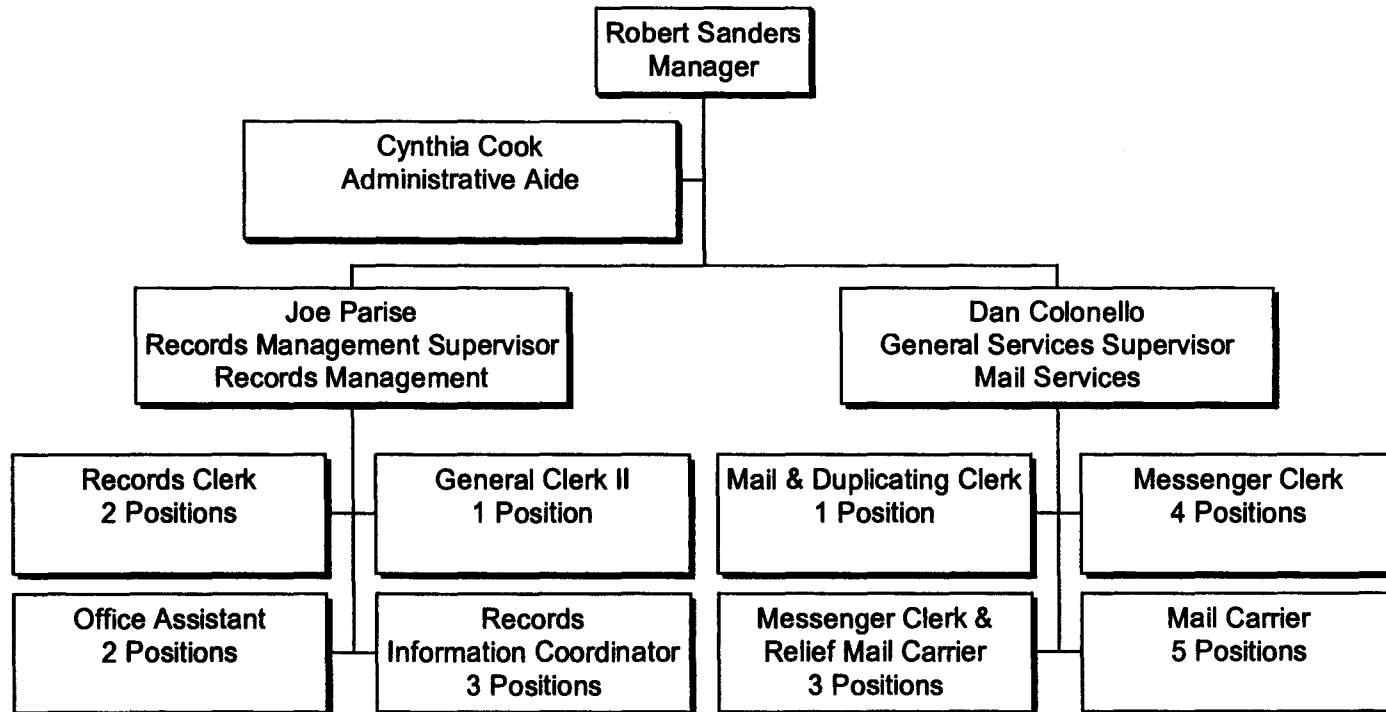 Robert Sanders
Manager
Cynthia Cook
Administrative Aide
Joe Parise
Records Management Supervisor
Records Management
Dan Colonello
General Services Supervisor
Mail Services
Records Clerk
2 Positions
General Clerk II
1 Position
Mail & Duplicating Clerk
1 Position
Messenger Clerk
4 Positions
Office Assistant
2 Positions
Records
Information Coordinator
3 Positions
Messenger Clerk &
Relief Mail Carrier
3 Positions
Mail Carrier
5 Positions